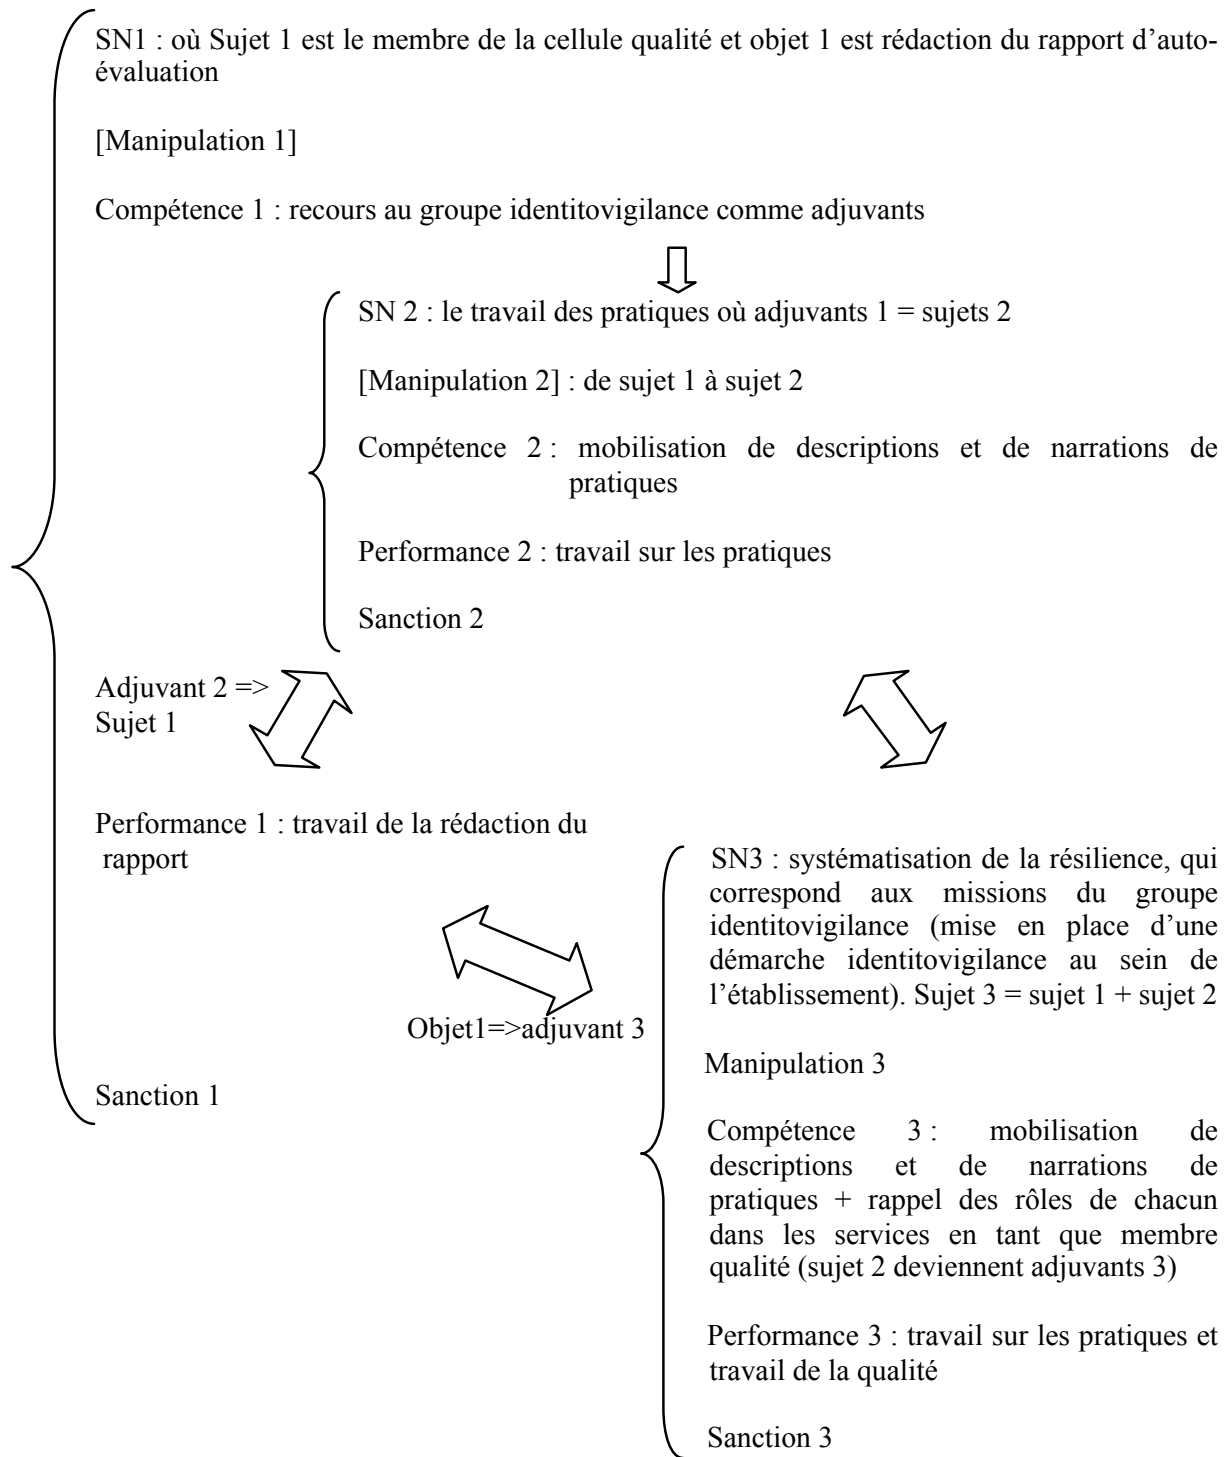 SN1 : où Sujet 1 est le membre de la cellule qualité et objet 1 est rédaction du rapport d’auto-
évaluation
[Manipulation 1]
Compétence 1 : recours au groupe identitovigilance comme adjuvants
SN 2 : le travail des pratiques où adjuvants 1 = sujets 2
[Manipulation 2] : de sujet 1 à sujet 2
Compétence 2 : mobilisation de descriptions et de narrations de
pratiques
Performance 2 : travail sur les pratiques
Sanction 2
Adjuvant 2 =>
Sujet 1
Performance 1 : travail de la rédaction du
rapport
Objet1=>adjuvant 3
Sanction 1
SN3 : systématisation de la résilience, qui
correspond aux missions du groupe
identitovigilance (mise en place d’une
démarche identitovigilance au sein de
l’établissement). Sujet 3 = sujet 1 + sujet 2
Manipulation 3
Compétence 3 : mobilisation de
descriptions et de narrations de
pratiques + rappel des rôles de chacun
dans les services en tant que membre
qualité (sujet 2 deviennent adjuvants 3)
Performance 3 : travail sur les pratiques et
travail de la qualité
Sanction 3